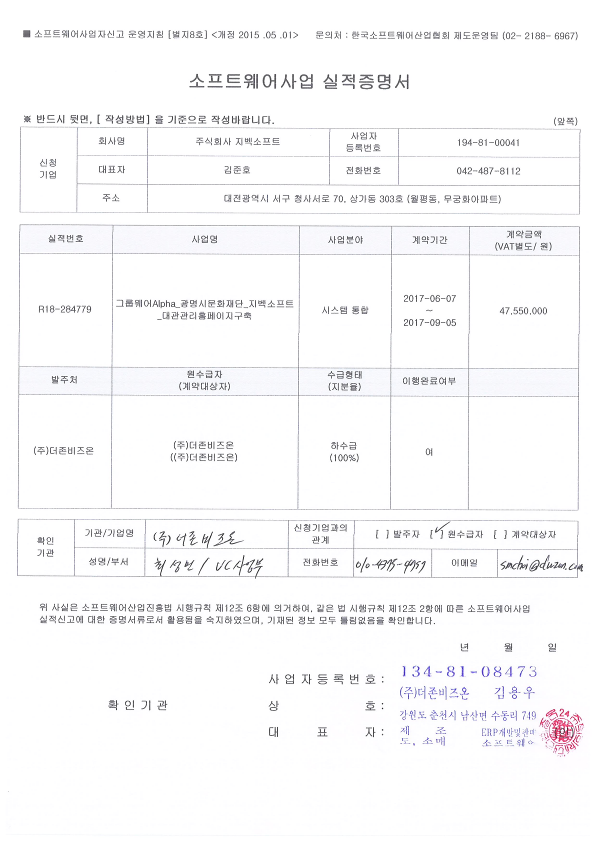 ■ 소프트웨어사업자신고 운영지침 [별지8호] <개정 2015 .05 .01> 문의처 : 한국소프트웨어산업협회 제도운영팀 (02- 2188- 6967)
소프트웨어사업 실적증명서
※ 반드시 뒷면, [ 작성방법] 을 기준으로 작성바랍니다. (앞쪽)
신청 기업
회사명 주식회사 지벡소프트 사업자 등록번호 194-81-00041
대표자 김준호 전화번호 042-487-8112
주소 대전광역시 서구 청사서로 70, 상가동 303호 (월평동, 무궁화아파트)
실적번호 사업명 사업분야 계약기간 계약금액 (VAT별도/ 원)
R18-284779 그룹웨어Alpha_광명시문화재단_지벡소프트 _대관관리홈페이지구축 시스템 통합 2017-06-07 ~ 2017-09-05 47,550,000
발주처 원수급자 (계약대상자) 수급형태 (지분율) 이행완료여부
(주)더존비즈온 (주)더존비즈온 ((주)더존비즈온) 하수급 (100%) 여
확인 기관
기관/기업명 (주)더존비즈온 신청기업과의 관계 [ ] 발주자 [✓] 원수급자 [ ] 계약대상자
성명/부서 최성민/ UC사업부 전화번호 이메일
위 사실은 소프트웨어산업진흥법 시행규칙 제12조 6항에 의거하여, 같은 법 시행규칙 제12조 2항에 따른 소프트웨어사업
실적신고에 대한 증명서류로서 활용됨을 숙지하였으며, 기재된 정보 모두 틀림없음을 확인합니다.
년 월 일
확인기관
사업자등록번호 : 134-81-08473
상 호 : (주)더존비즈온 김용우
강원도 춘천시 남산면 수동리 749
대 표 자 : 제 조 ERP개발및판매
도, 소매 소프트웨어
(인)